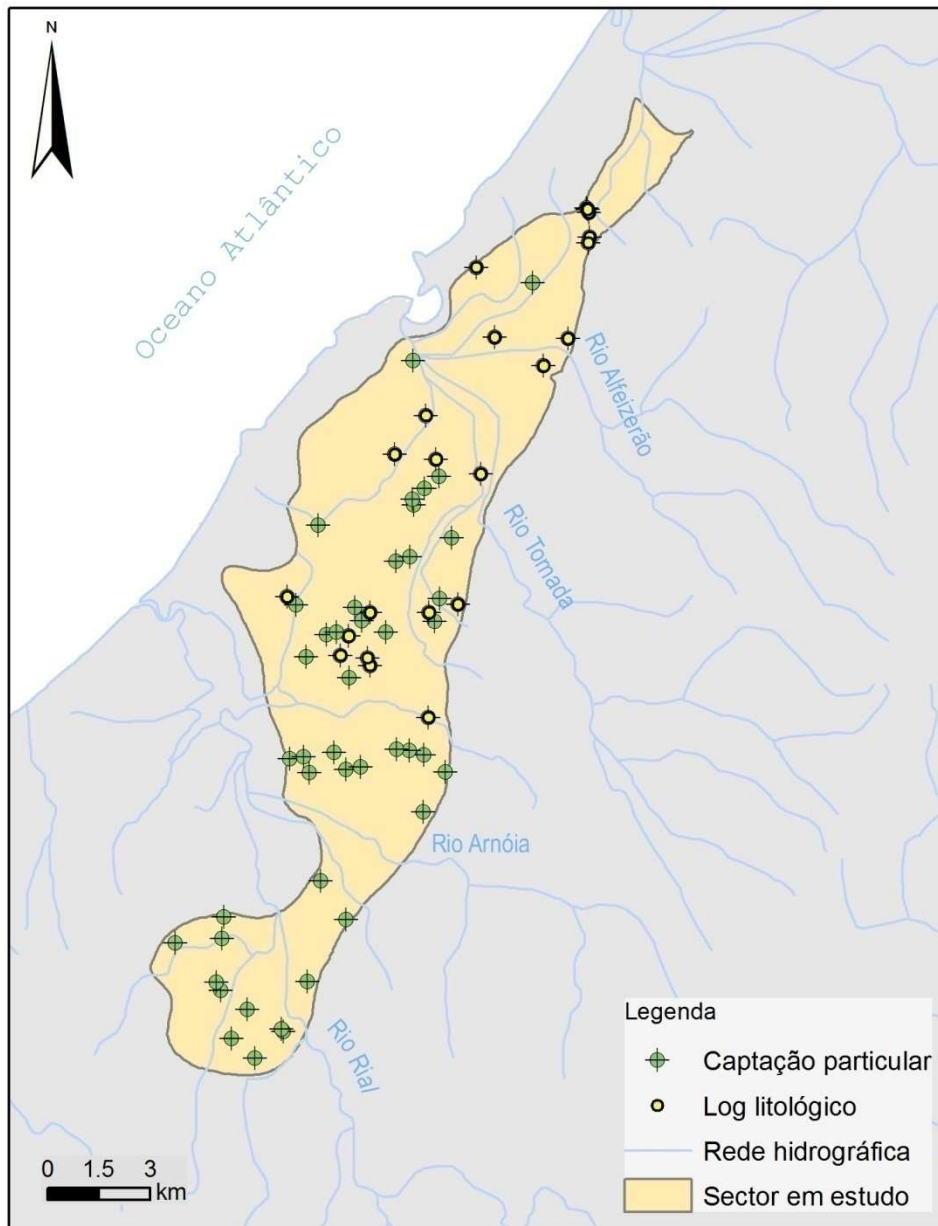 N
Oceano Atlântico
Rio Alfeizerão
Rio Tornada
Rio Arnóia
Rio Rial
Legenda
Captação particular
Log litológico
Rede hidrográfica
Sector em estudo
0 1.5 3
km